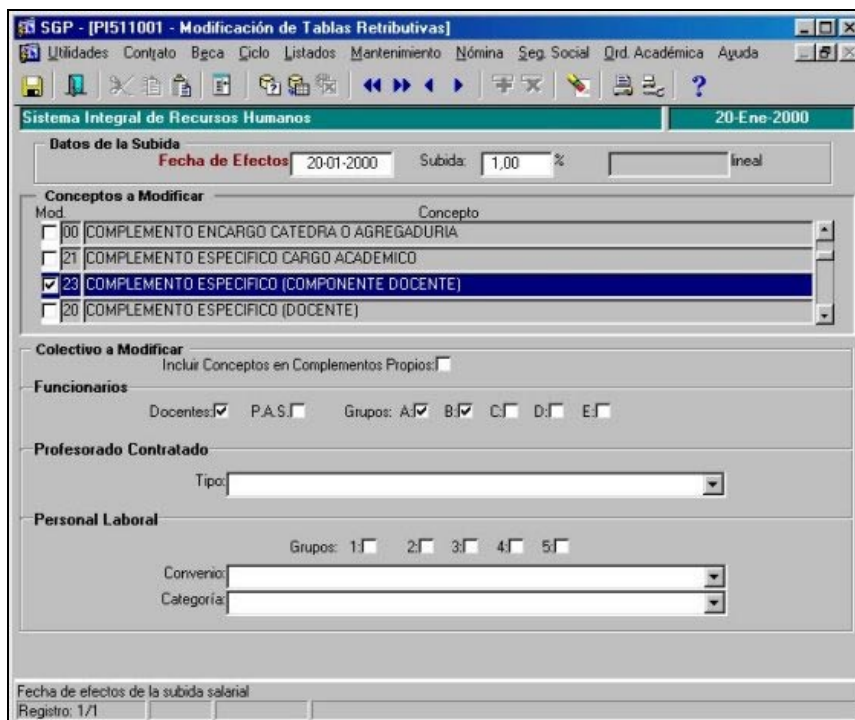 SGP - [PI511001 - Modificación de Tablas Retributivas]
Utilidades Contrato Beca Ciclo Listados Mantenimiento Nómina Seg. Social Ord. Académica Ayuda
Sistema Integral de Recursos Humanos 20-Ene-2000
Datos de la Subida
Fecha de Efectos 20-01-2000 Subida: 1,00 % lineal
Conceptos a Modificar
Mod. Concepto
00 COMPLEMENTO ENCARGO CATEDRA O AGREGADURIA
21 COMPLEMENTO ESPECIFICO CARGO ACADEMICO
23 COMPLEMENTO ESPECIFICO (COMPONENTE DOCENTE)
20 COMPLEMENTO ESPECIFICO (DOCENTE)
Colectivo a Modificar
Incluir Conceptos en Complementos Propios:
Funcionarios
Docentes: P.A.S. Grupos: A: B: C: D: E:
Profesorado Contratado
Tipo:
Personal Laboral
Grupos: 1: 2: 3: 4: 5:
Convenio:
Categoría:
Fecha de efectos de la subida salarial
Registro: 1/1